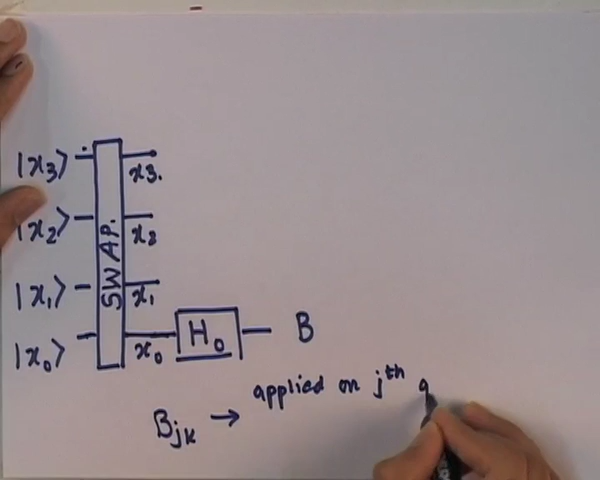 |x3⟩ x3.
|x2⟩ x2
|x1⟩ x1
|x0⟩ x0
SWAP.
H0 B
Bjk → applied on jth